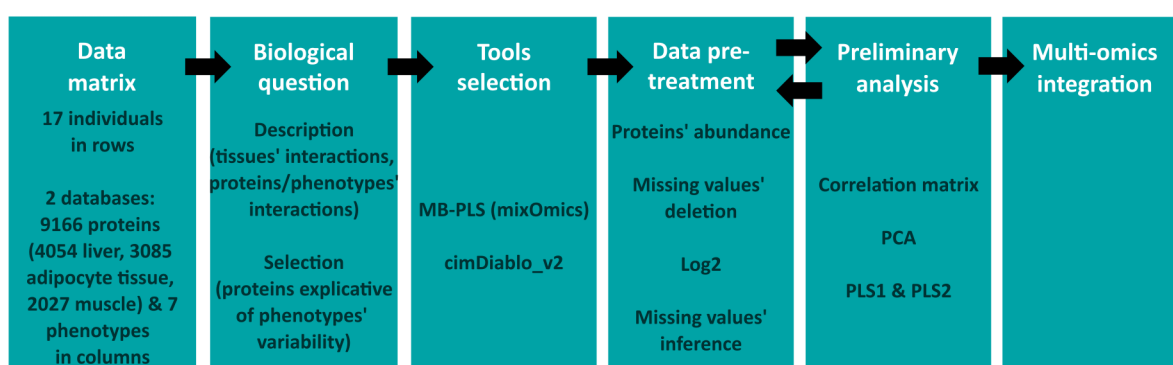 Data
matrix
17 individuals
in rows
2 databases:
9166 proteins
(4054 liver, 3085
adipocyte tissue,
2027 muscle) & 7
phenotypes
in columns
Biological
question
Description
(tissues' interactions,
proteins/phenotypes'
interactions)
Selection
(proteins explicative
of phenotypes'
variability)
Tools
selection
MB-PLS (mixOmics)
cimDiablo_v2
Data pre-
treatment
Proteins' abundance
Missing values'
deletion
Log2
Missing values'
inference
Preliminary
analysis
Correlation matrix
PCA
PLS1 & PLS2
Multi-omics
integration